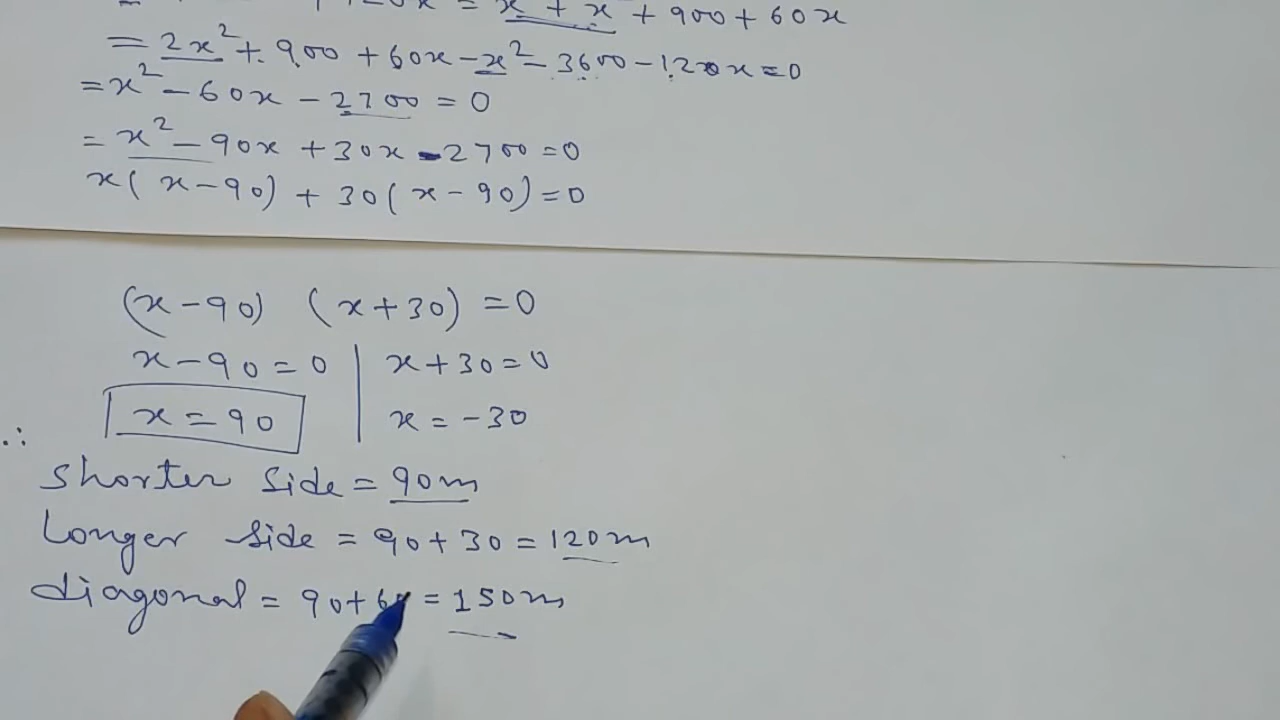 = x + x + 900 + 60x
= 2x² + 900 + 60x - x² - 3600 - 120x = 0
= x² - 60x - 2700 = 0
= x² - 90x + 30x - 2700 = 0
x(x - 90) + 30(x - 90) = 0
(x - 90) (x + 30) = 0
x - 90 = 0 | x + 30 = 0
x = 90 | x = -30
∴
Shorter Side = 90m
Longer Side = 90 + 30 = 120m
diagonal = 90 + 60 = 150m